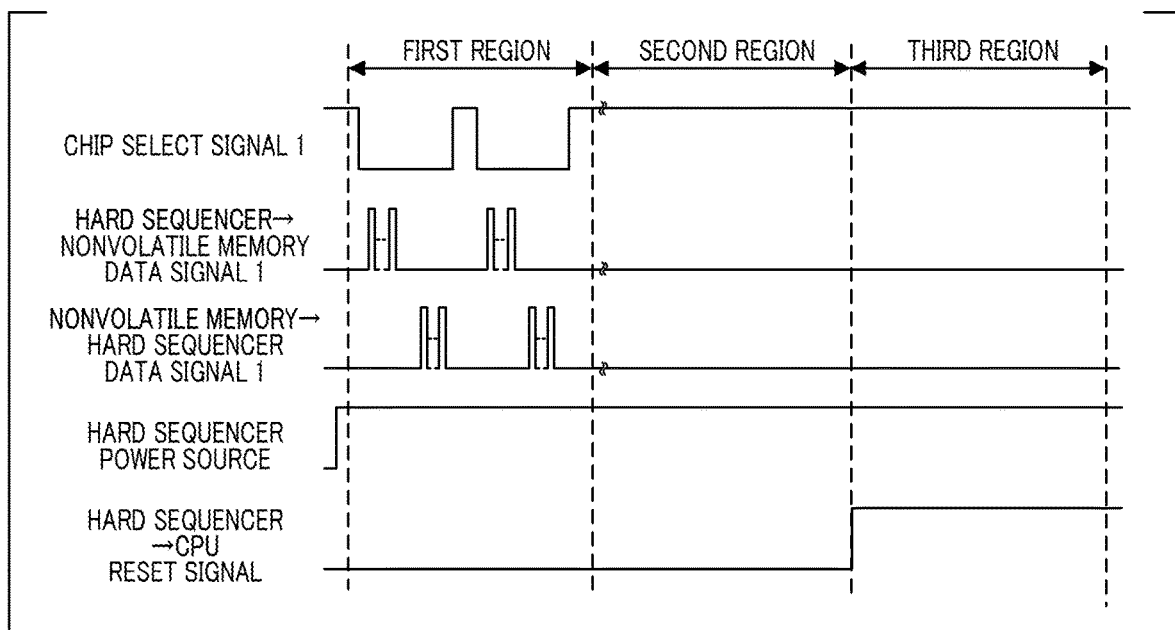 FIRST REGION SECOND REGION THIRD REGION
CHIP SELECT SIGNAL 1
HARD SEQUENCER→
NONVOLATILE MEMORY
DATA SIGNAL 1
NONVOLATILE MEMORY→
HARD SEQUENCER
DATA SIGNAL 1
HARD SEQUENCER
POWER SOURCE
HARD SEQUENCER
→CPU
RESET SIGNAL